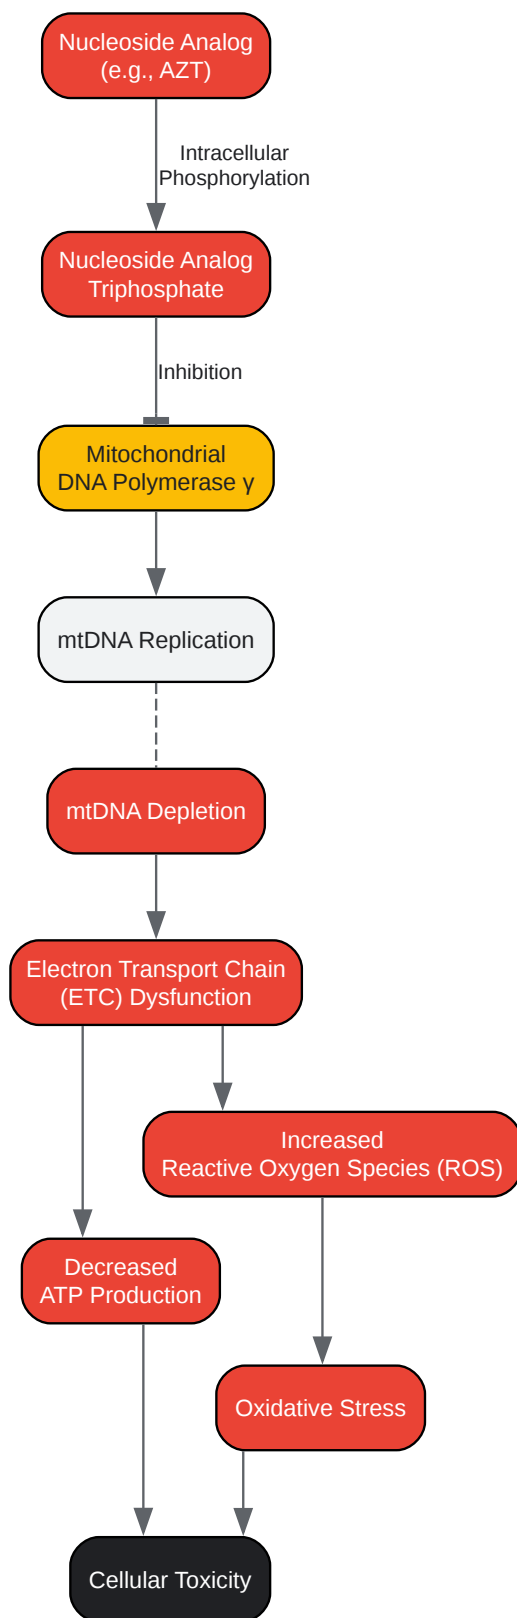 Nucleoside Analog
(e.g., AZT)
Intracellular
Phosphorylation
Nucleoside Analog
Triphosphate
Inhibition
Mitochondrial
DNA Polymerase γ
mtDNA Replication
mtDNA Depletion
Electron Transport Chain
(ETC) Dysfunction
Increased
Reactive Oxygen Species (ROS)
Decreased
ATP Production
Oxidative Stress
Cellular Toxicity